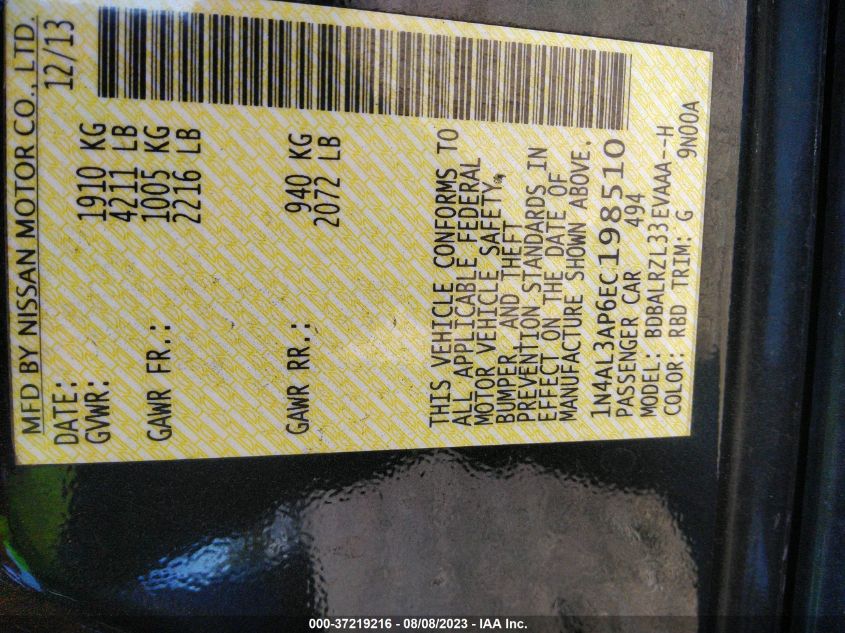 MFD BY NISSAN MOTOR CO., LTD.
DATE: 12/13
GVWR: 1910 KG
4211 LB
GAWR FR.: 1005 KG
2216 LB
GAWR RR.: 940 KG
2072 LB
THIS VEHICLE CONFORMS TO
ALL APPLICABLE FEDERAL
MOTOR VEHICLE SAFETY,
BUMPER AND THEFT
PREVENTION STANDARDS IN
EFFECT ON THE DATE OF
MANUFACTURE SHOWN ABOVE.
1N4AL3AP6EC198510
PASSENGER CAR 494
MODEL: BDBALRZL33EVAAA--H
COLOR: RBD TRIM: G 9N00A
000-37219216 - 08/08/2023 - IAA Inc.